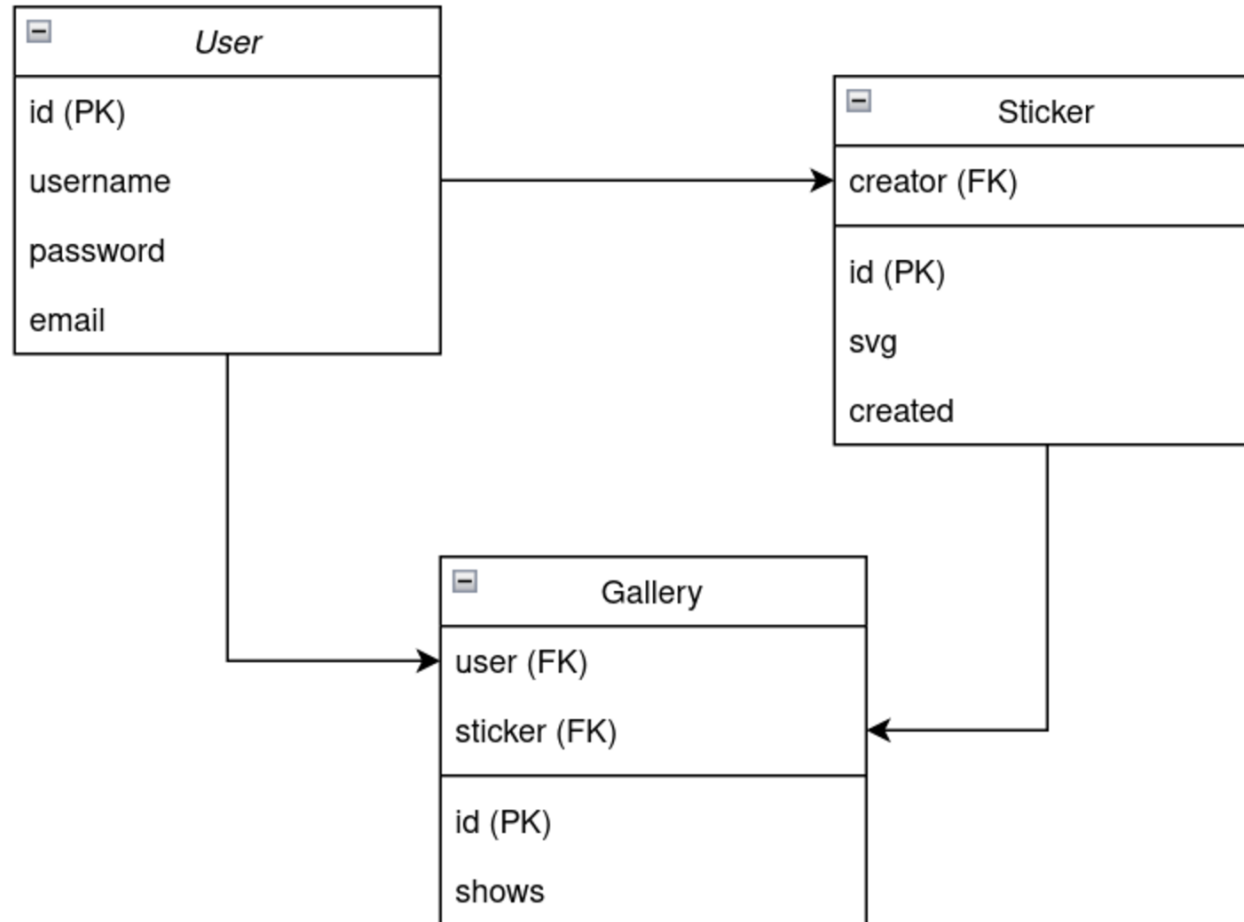 User
id (PK)
username
password
email
Sticker
creator (FK)
id (PK)
svg
created
Gallery
user (FK)
sticker (FK)
id (PK)
shows